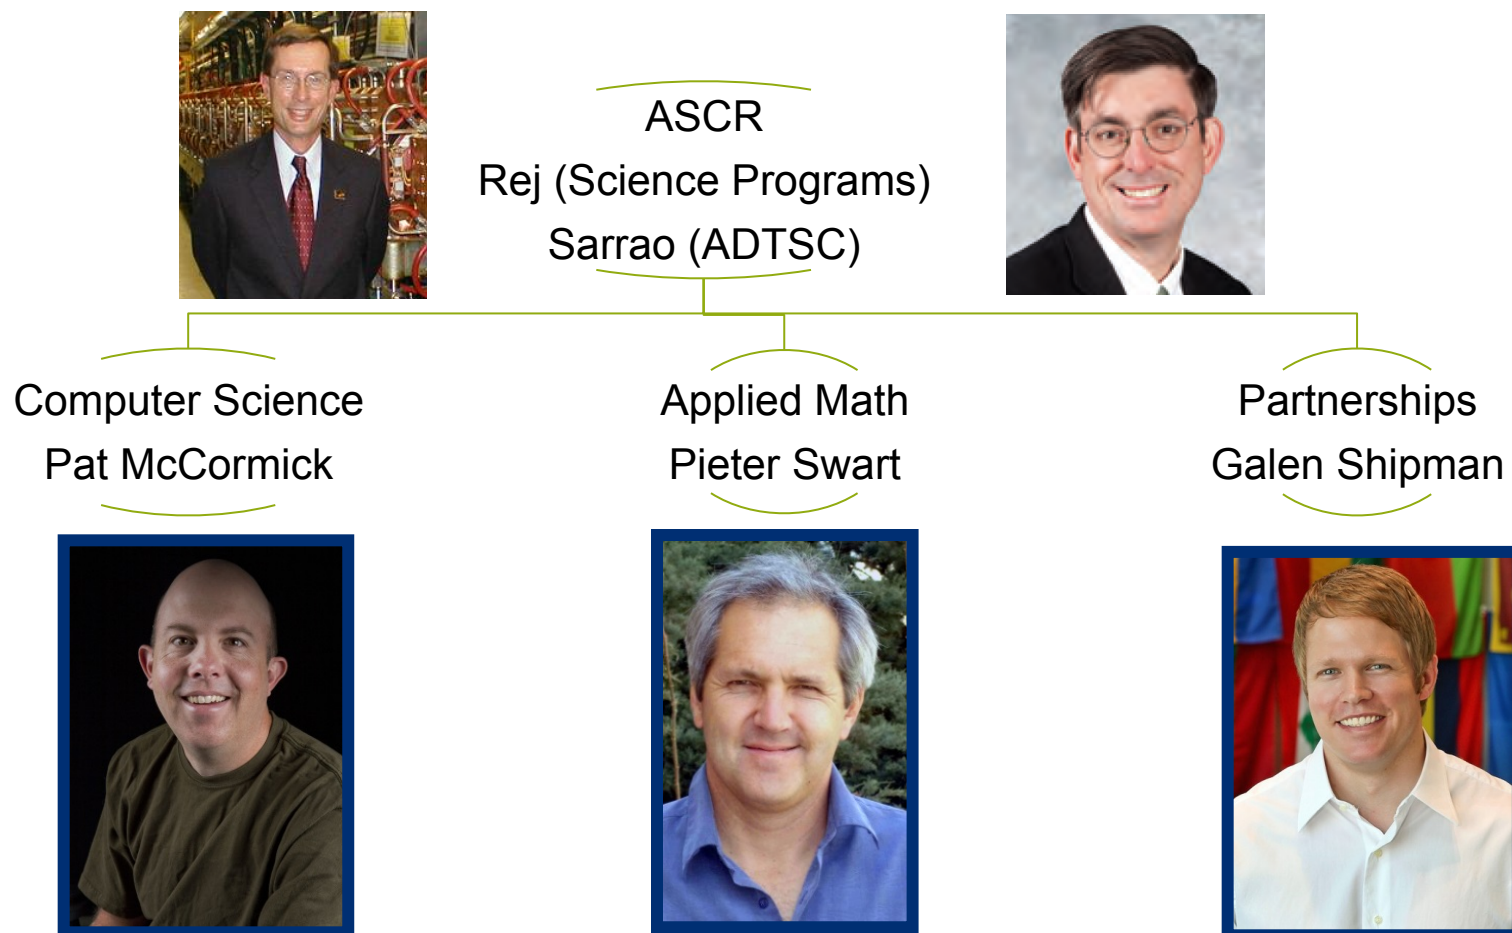 ASCR
Rej (Science Programs)
Sarrao (ADTSC)
Computer Science
Pat McCormick
Applied Math
Pieter Swart
Partnerships
Galen Shipman